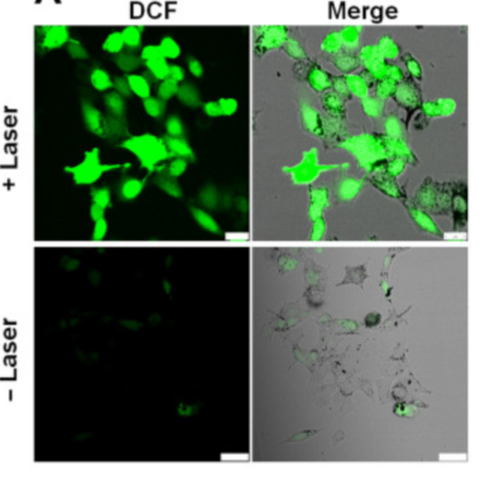 A
DCF Merge
+ Laser
– Laser